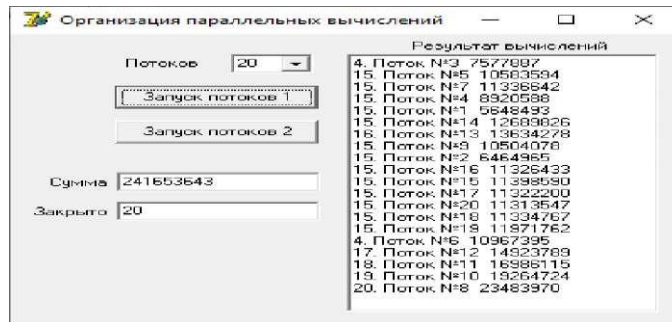 Организация параллельных вычислений
Результат вычислений
Потоков 20
Запуск потоков 1
Запуск потоков 2
Сумма 241653643
Закрыто 20
4. Поток №3 7577887
15. Поток №5 10583594
15. Поток №7 11336642
15. Поток №4 8920588
15. Поток №1 5648493
15. Поток №14 12689826
16. Поток №13 13634278
15. Поток №9 10504078
15. Поток №2 6464965
15. Поток №16 11326433
15. Поток №15 11398590
15. Поток №17 11322200
15. Поток №20 11313547
15. Поток №18 11334767
15. Поток №19 11971762
4. Поток №6 10967395
17. Поток №12 14923789
18. Поток №11 16986115
19. Поток №10 19264724
20. Поток №8 23483970